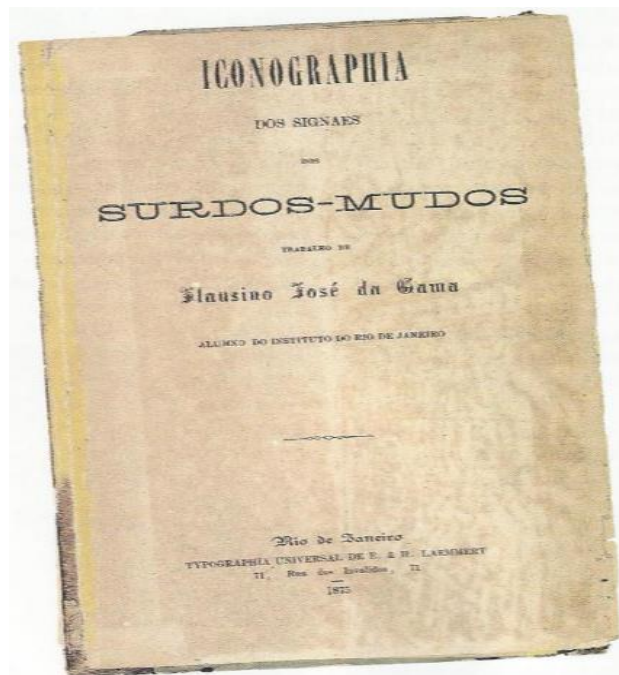 ICONOGRAPHIA
DOS SIGNAES
DOS
SURDOS-MUDOS
TRABALHO DE
Flausino José da Gama
ALUMNO DO INSTITUTO DO RIO DE JANEIRO
Rio de Janeiro
TYPOGRAPHIA UNIVERSAL DE E. & H. LAEMMERT
71, Rua dos Invalidos, 71
1875